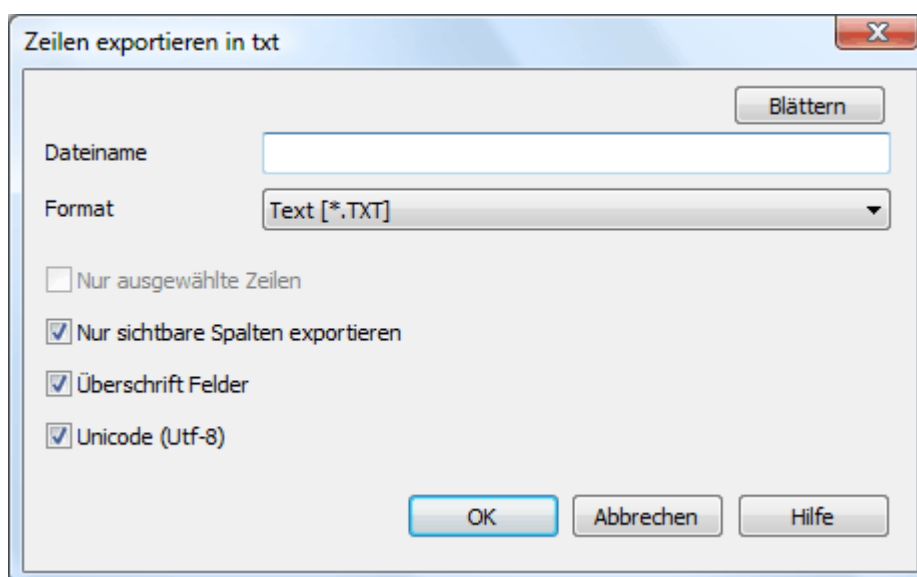 Zeilen exportieren in txt
Blättern
Dateiname
Format Text [*.TXT]
Nur ausgewählte Zeilen
Nur sichtbare Spalten exportieren
Überschrift Felder
Unicode (Utf-8)
OK Abbrechen Hilfe